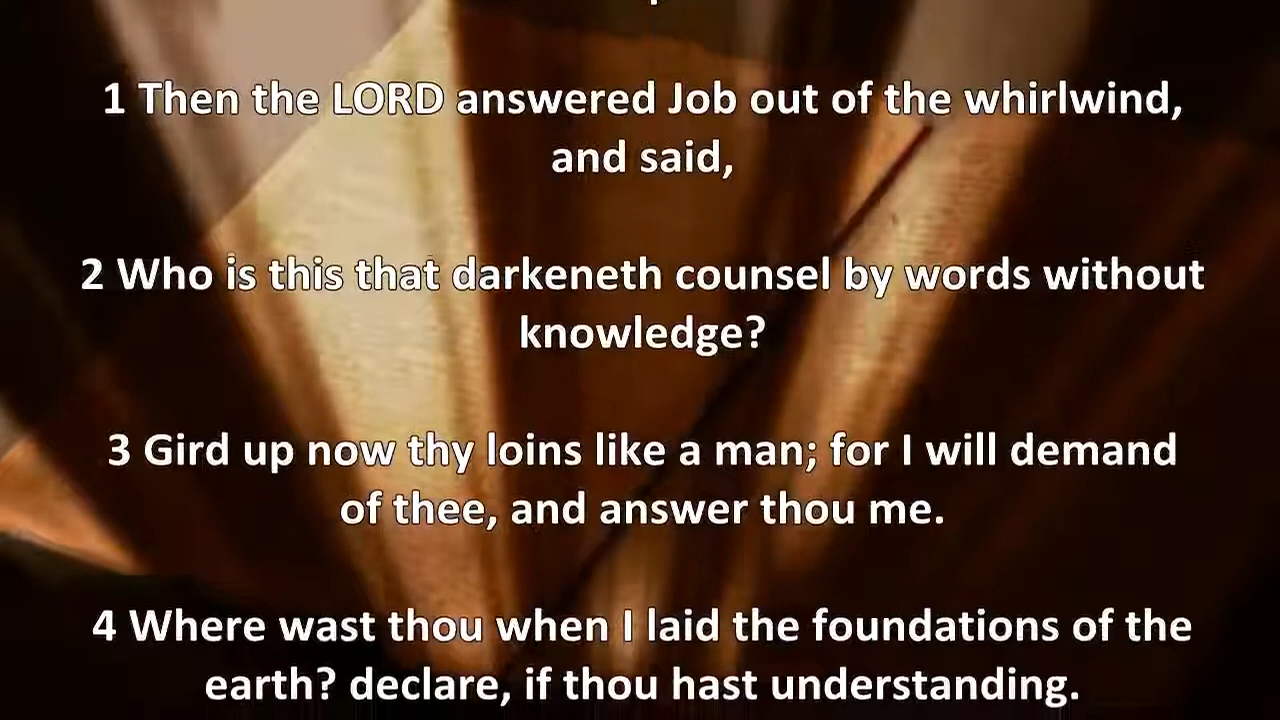 1 Then the LORD answered Job out of the whirlwind,
and said,
2 Who is this that darkeneth counsel by words without
knowledge?
3 Gird up now thy loins like a man; for I will demand
of thee, and answer thou me.
4 Where wast thou when I laid the foundations of the
earth? declare, if thou hast understanding.